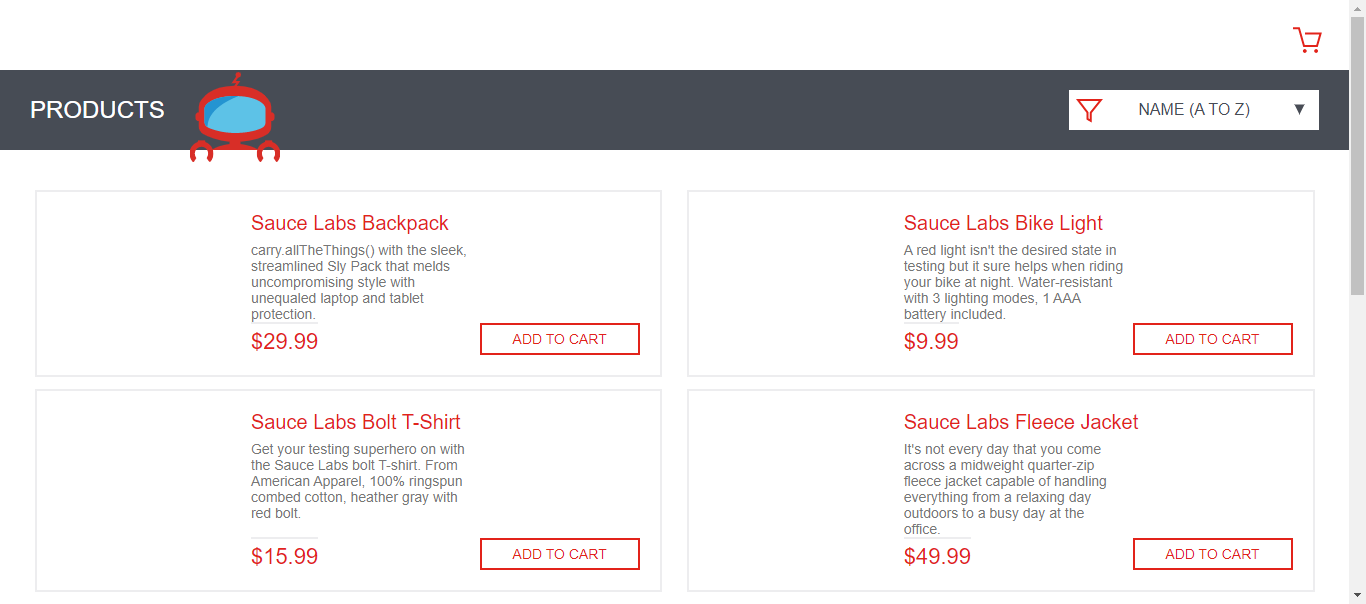 PRODUCTS
NAME (A TO Z)
Sauce Labs Backpack
carry.allTheThings() with the sleek,
streamlined Sly Pack that melds
uncompromising style with
unequaled laptop and tablet
protection.
$29.99
ADD TO CART
Sauce Labs Bike Light
A red light isn't the desired state in
testing but it sure helps when riding
your bike at night. Water-resistant
with 3 lighting modes, 1 AAA
battery included.
$9.99
ADD TO CART
Sauce Labs Bolt T-Shirt
Get your testing superhero on with
the Sauce Labs bolt T-shirt. From
American Apparel, 100% ringspun
combed cotton, heather gray with
red bolt.
$15.99
ADD TO CART
Sauce Labs Fleece Jacket
It's not every day that you come
across a midweight quarter-zip
fleece jacket capable of handling
everything from a relaxing day
outdoors to a busy day at the
office.
$49.99
ADD TO CART